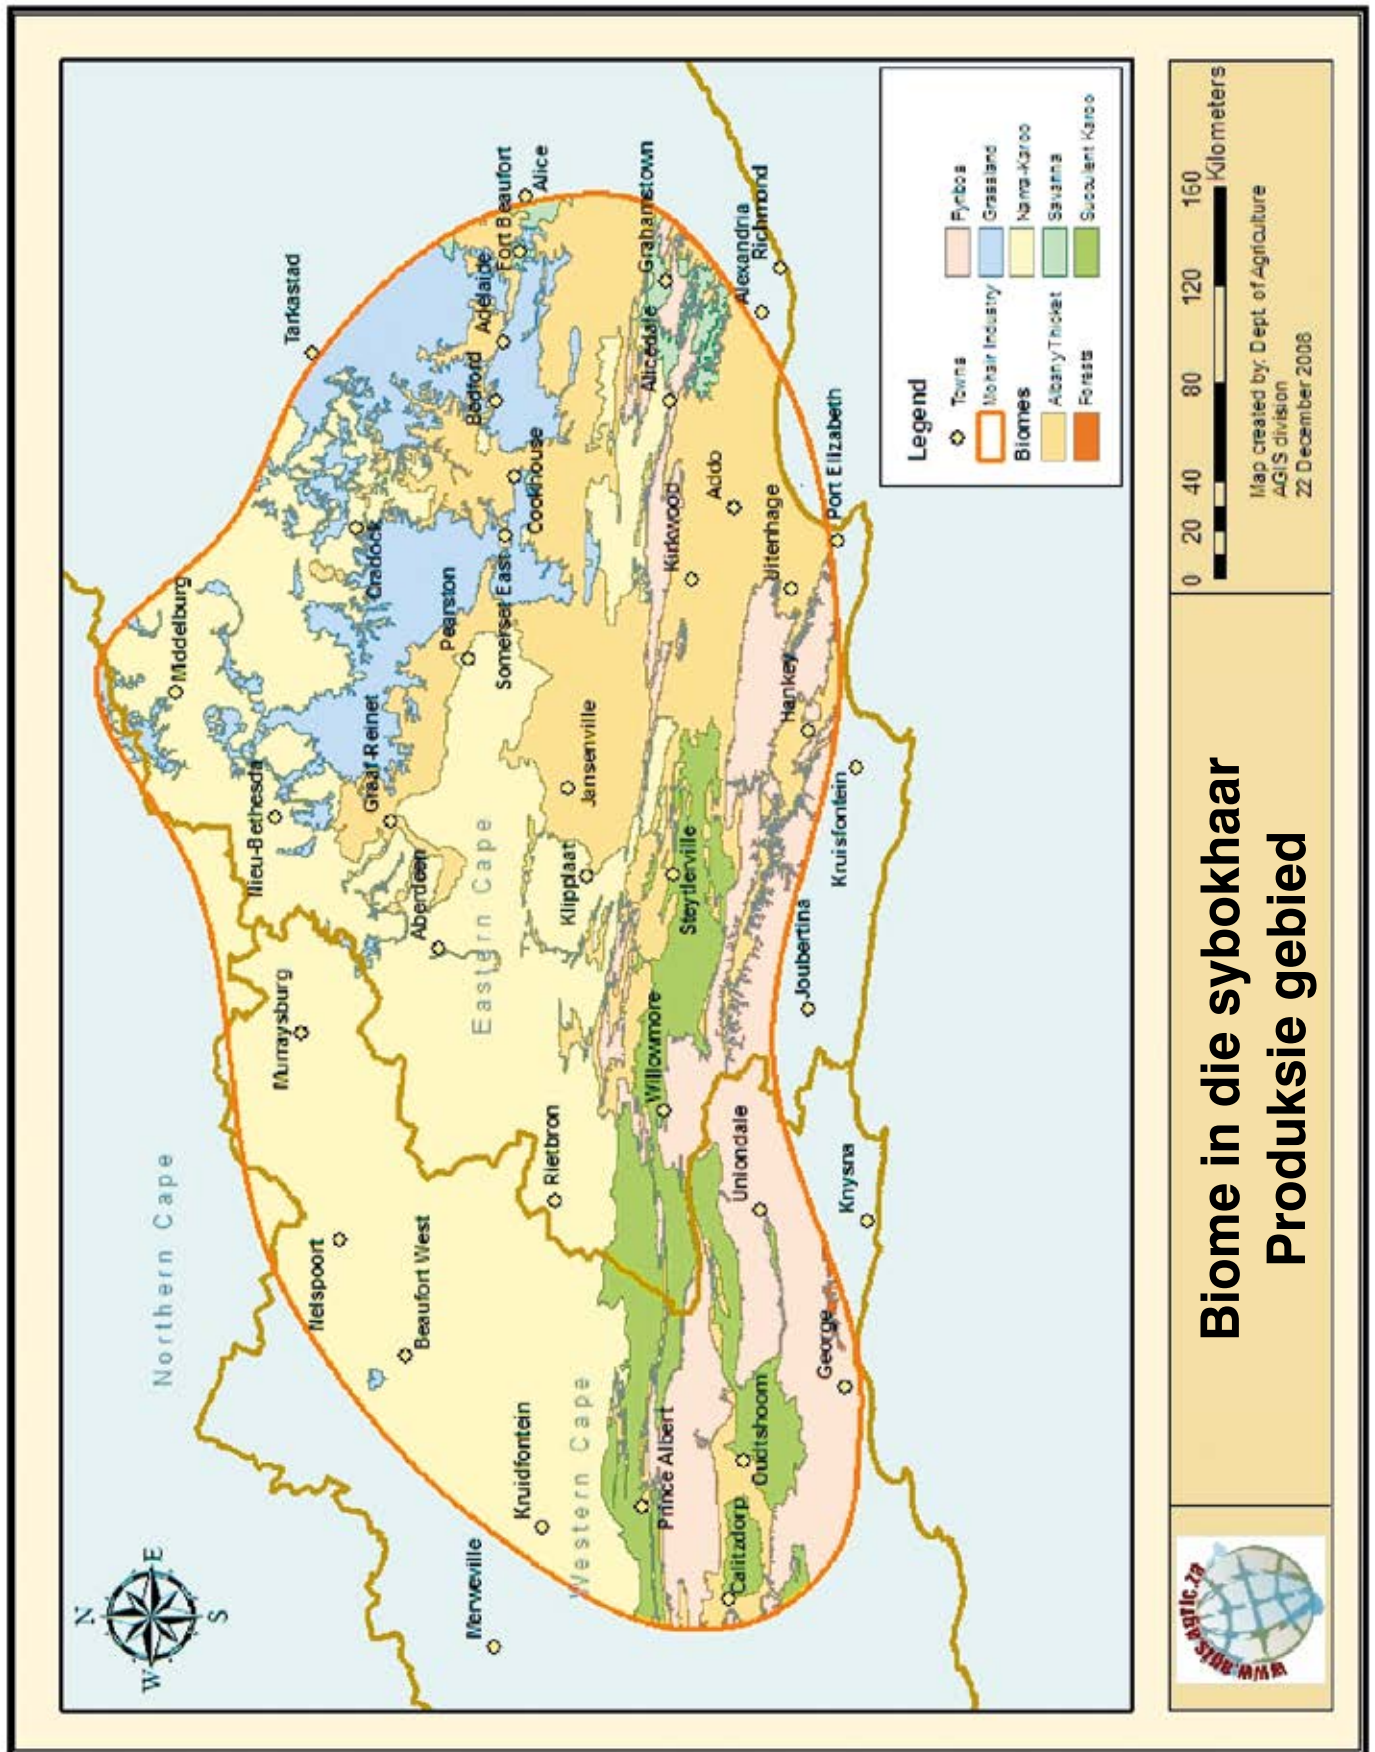 N
W
E
S
Northern Cape
Western Cape
Eastern Cape
Middelburg
Tarkastad
Nieu-Bethesda
Murraysburg
Nelspoort
Cradock
Graaf-Reinet
Beaufort West
Aberdeen
Pearston
Bedford
Adelaide
Fort Beaufort
Alice
Merweville
Kruidfontein
Rietbron
Somerset East
Cookhouse
Klipplaat
Jansenville
Prince Albert
Willowmore
Steytlerville
Kirkwood
Alicedale
Grahamstown
Calitzdorp
Oudtshoorn
Uniondale
Addo
Alexandria
Richmond
Uitenhage
Hankey
George
Knysna
Joubertina
Kruisfontein
Port Elizabeth
Legend
Towns
Mohair Industry
Biomes
Albany Thicket
Forests
Fynbos
Grassland
Nama-Karoo
Savanna
Succulent Karoo
www.agis.agric.za
Biome in die sybokhaar
Produksie gebied
0 20 40 80 120 160
Kilometers
Map created by: Dept of Agriculture
AGIS division
22 December 2008